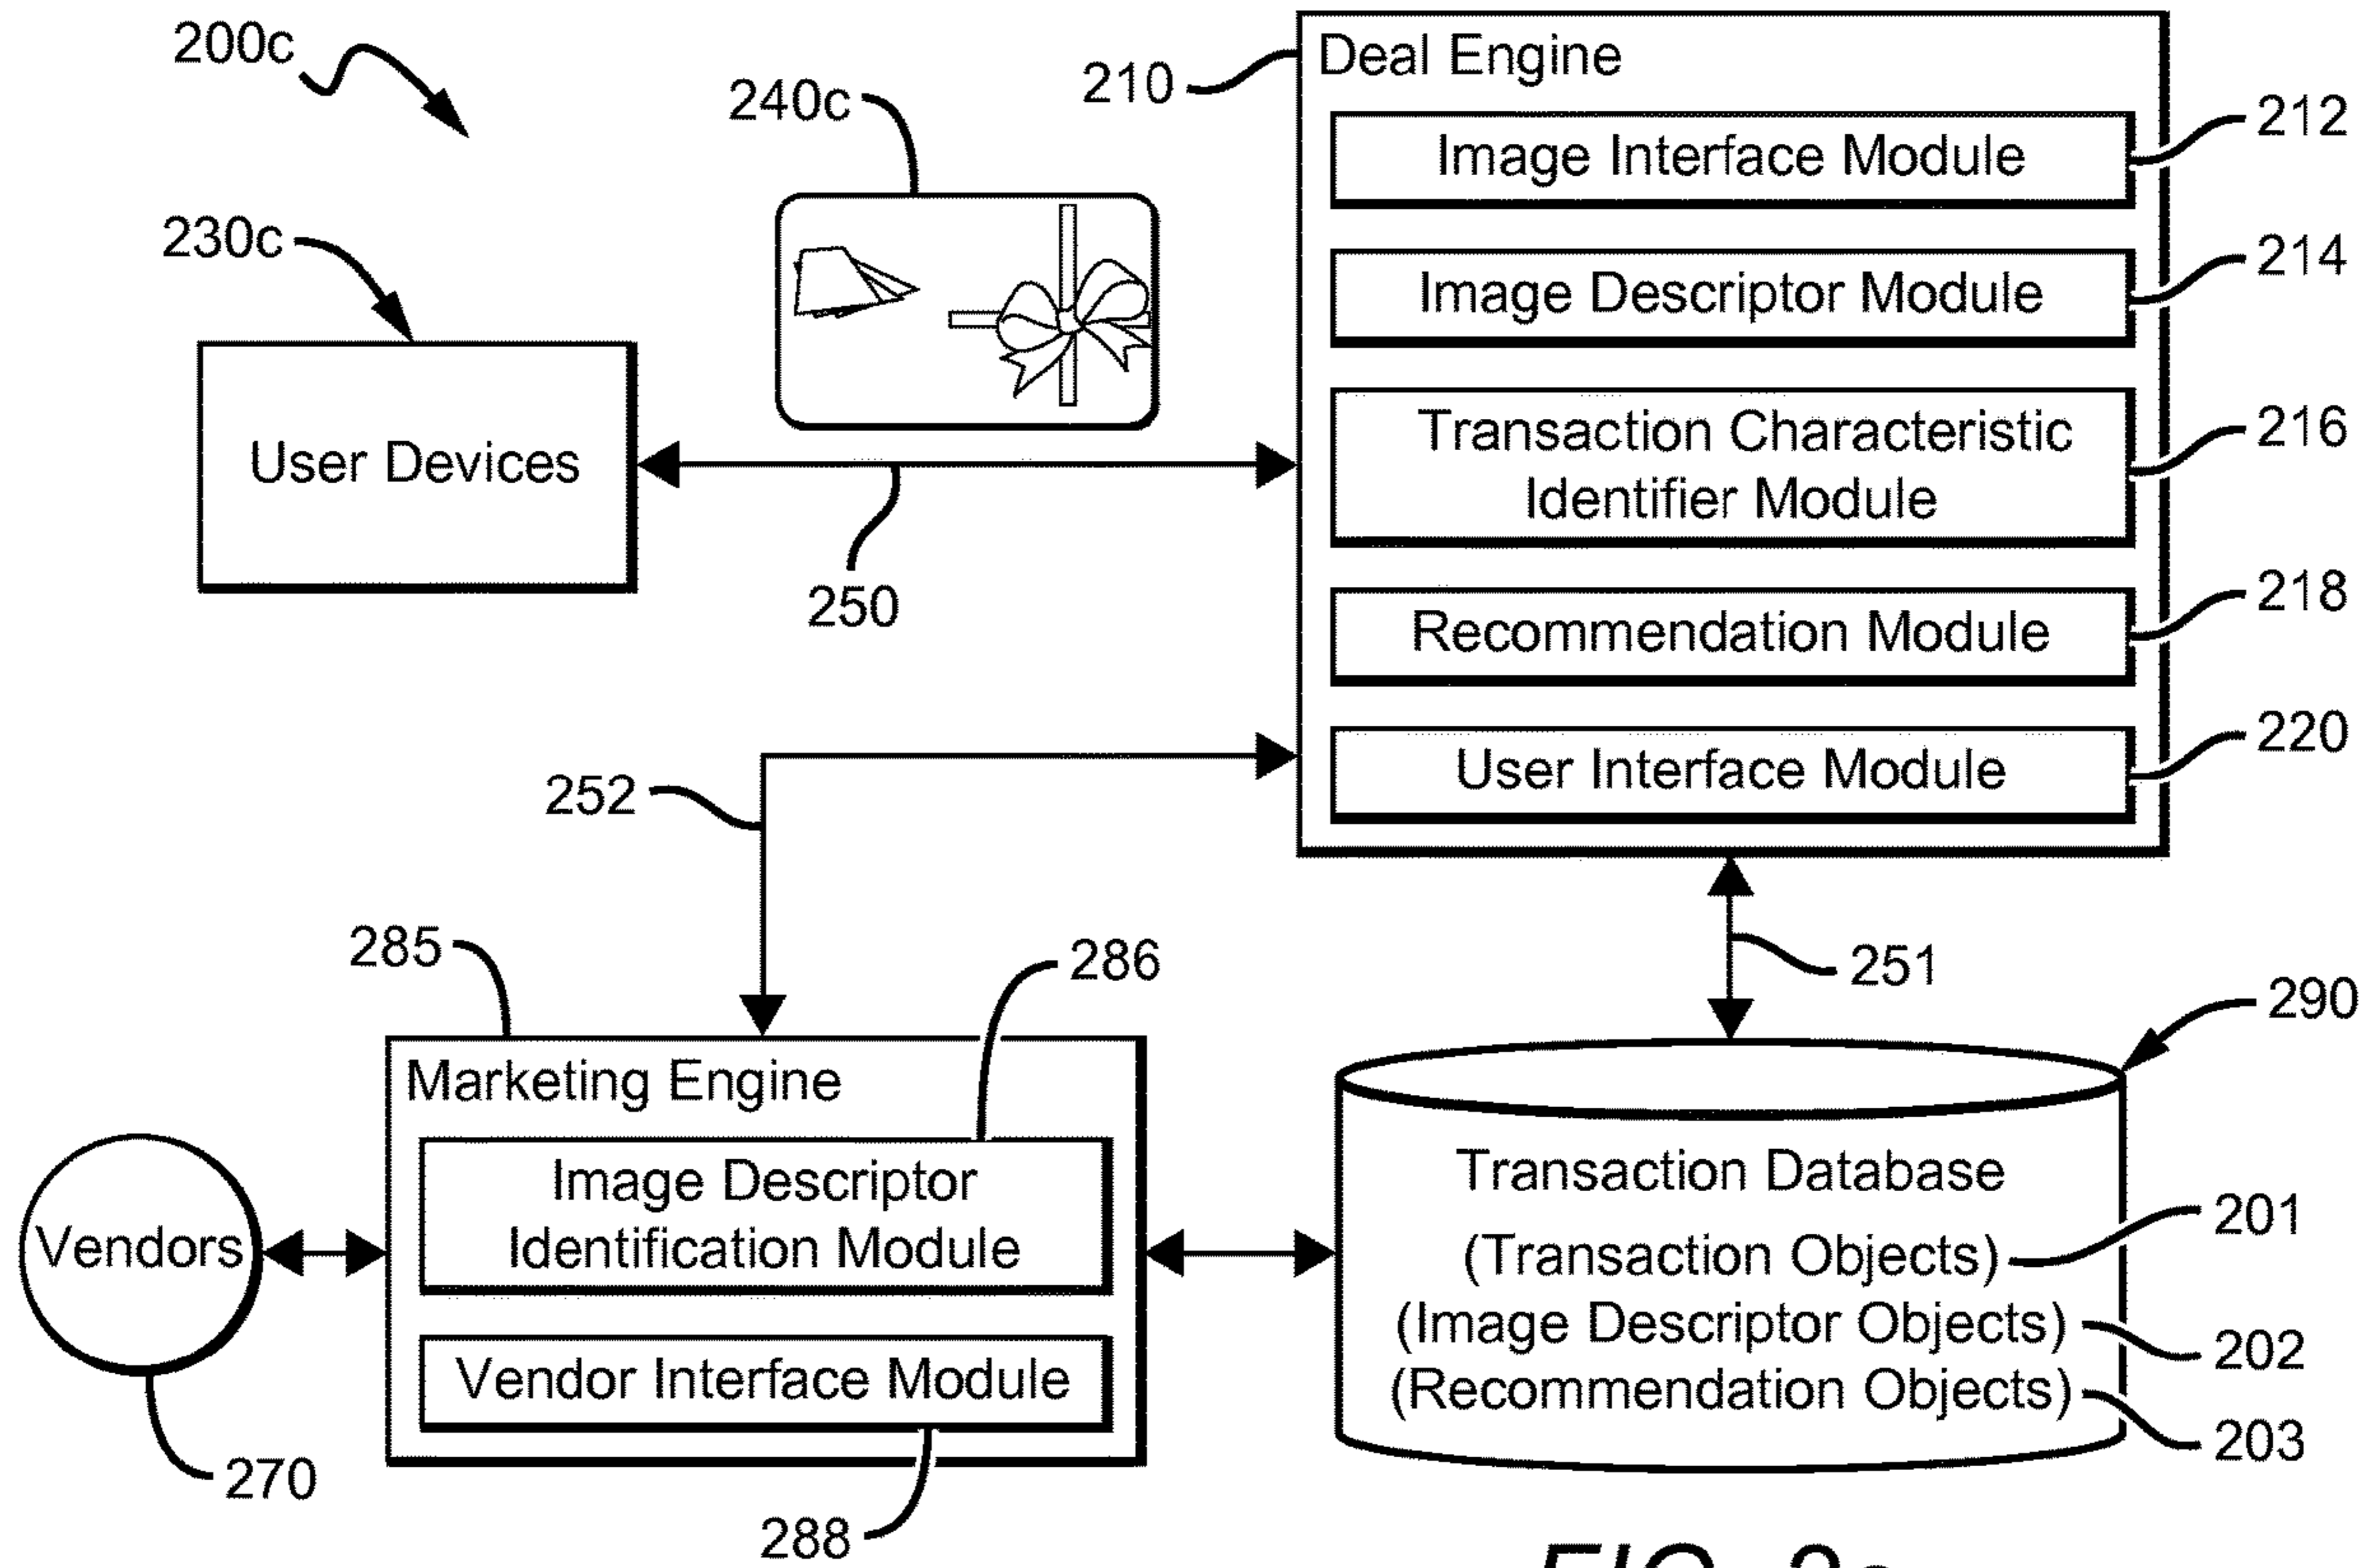 200c
240c
210
Deal Engine
212
Image Interface Module
230c
214
Image Descriptor Module
User Devices
250
216
Transaction Characteristic
Identifier Module
218
Recommendation Module
220
User Interface Module
252
285
286
251
290
Marketing Engine
Image Descriptor
Identification Module
Vendors
Vendor Interface Module
270
288
Transaction Database
(Transaction Objects)
201
(Image Descriptor Objects)
202
(Recommendation Objects)
203